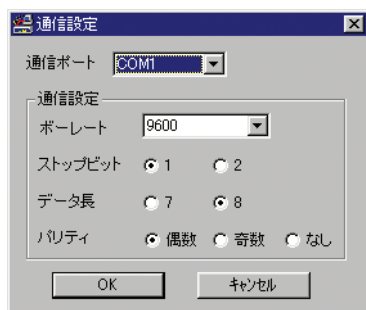 通信設定
通信ポート COM1
通信設定
ボーレート 9600
ストップビット 1 2
データ長 7 8
パリティ 偶数 奇数 なし
OK キャンセル